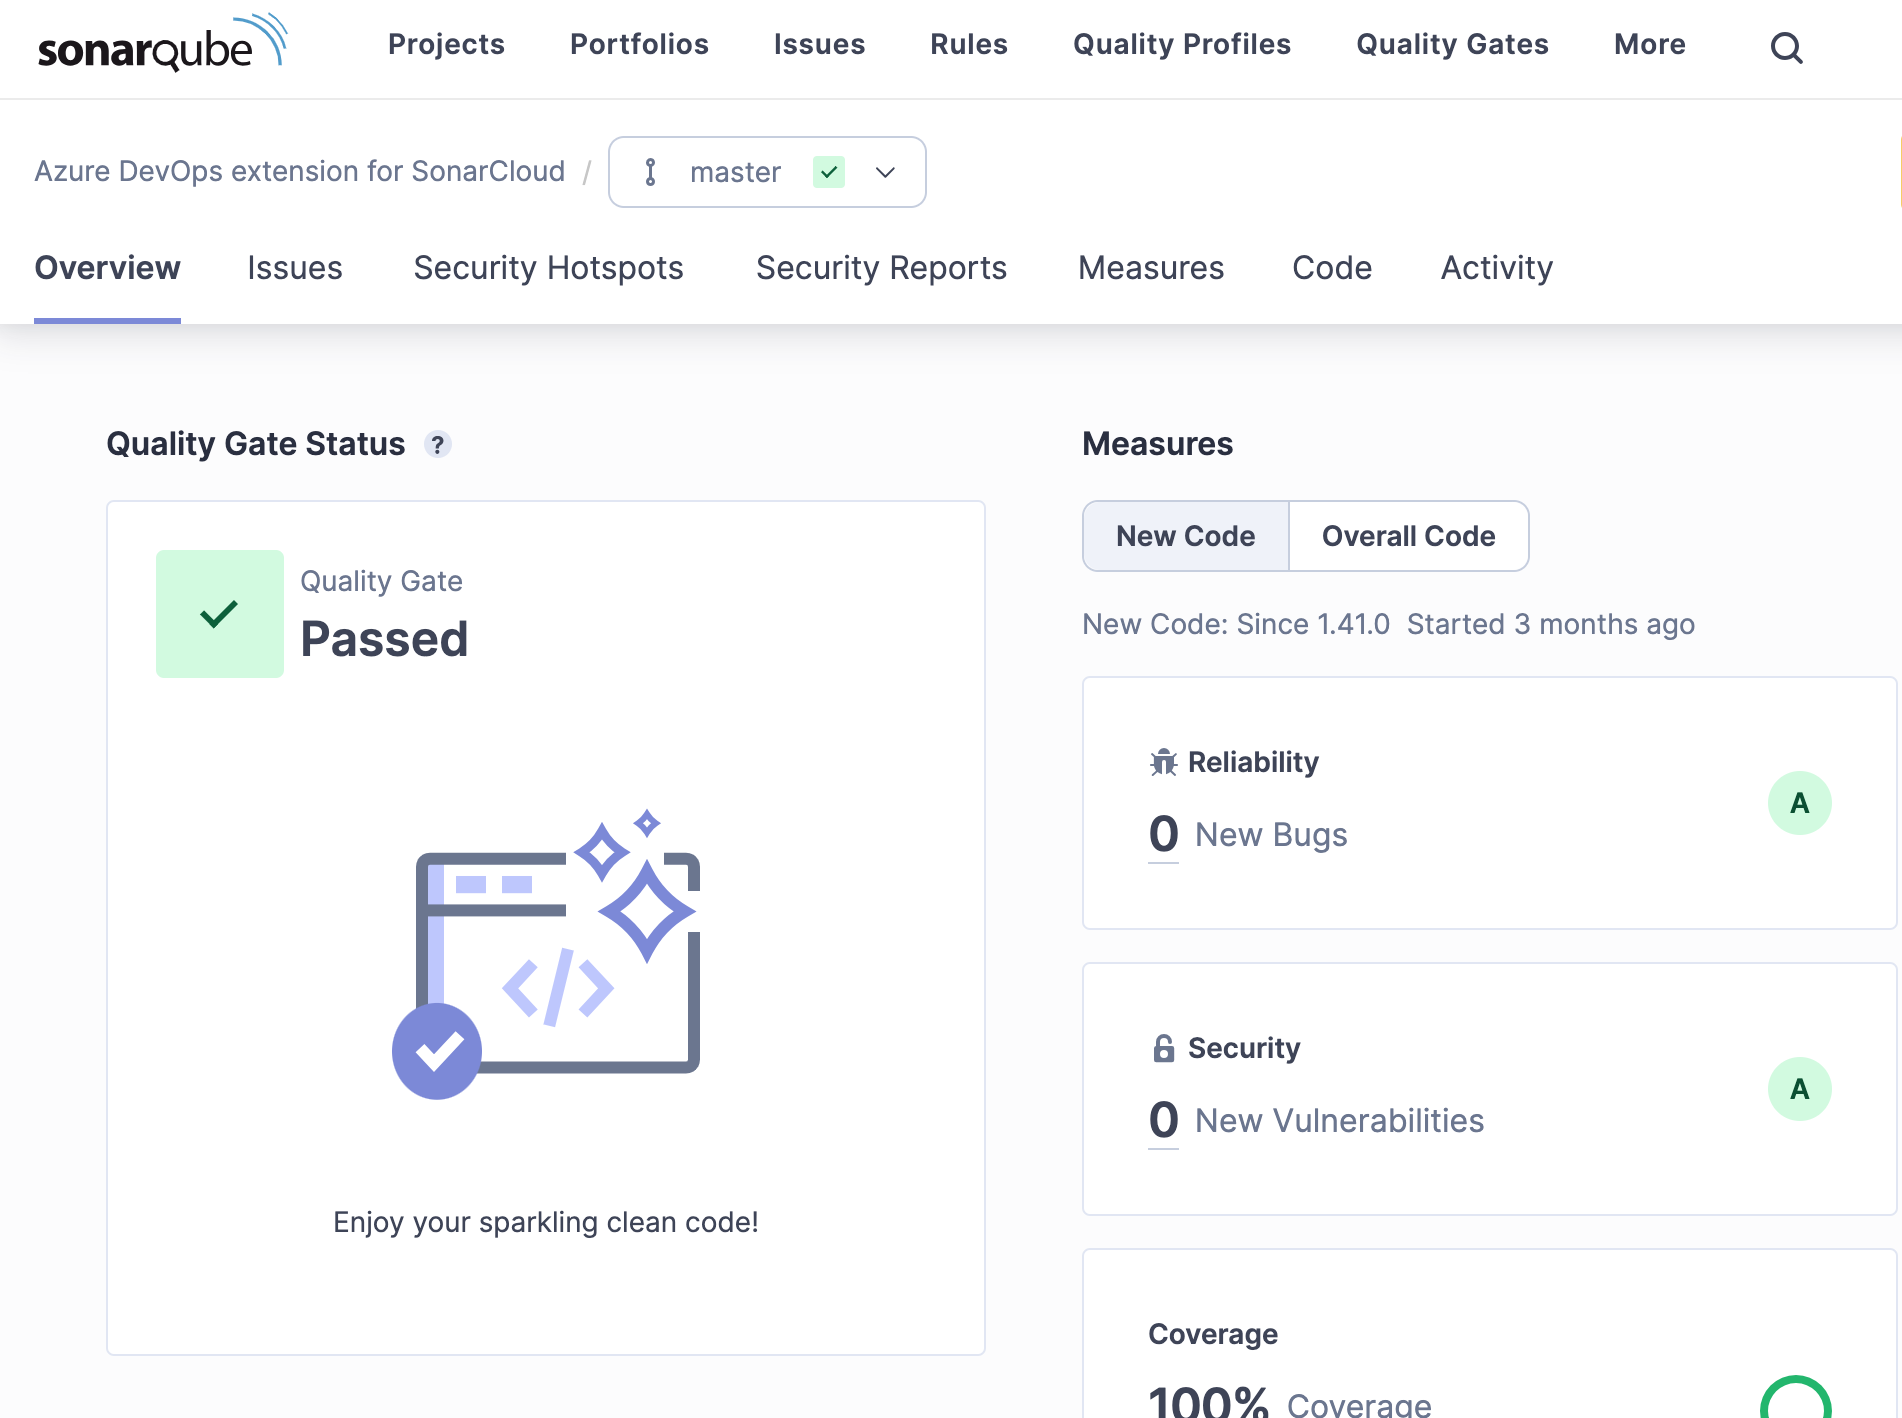 sonarqube Projects Portfolios Issues Rules Quality Profiles Quality Gates More
Azure DevOps extension for SonarCloud / master
Overview Issues Security Hotspots Security Reports Measures Code Activity
Quality Gate Status ?
Quality Gate
Passed
</>
Enjoy your sparkling clean code!
Measures
New Code Overall Code
New Code: Since 1.41.0 Started 3 months ago
Reliability
0 New Bugs
A
Security
0 New Vulnerabilities
A
Coverage
100% Coverage